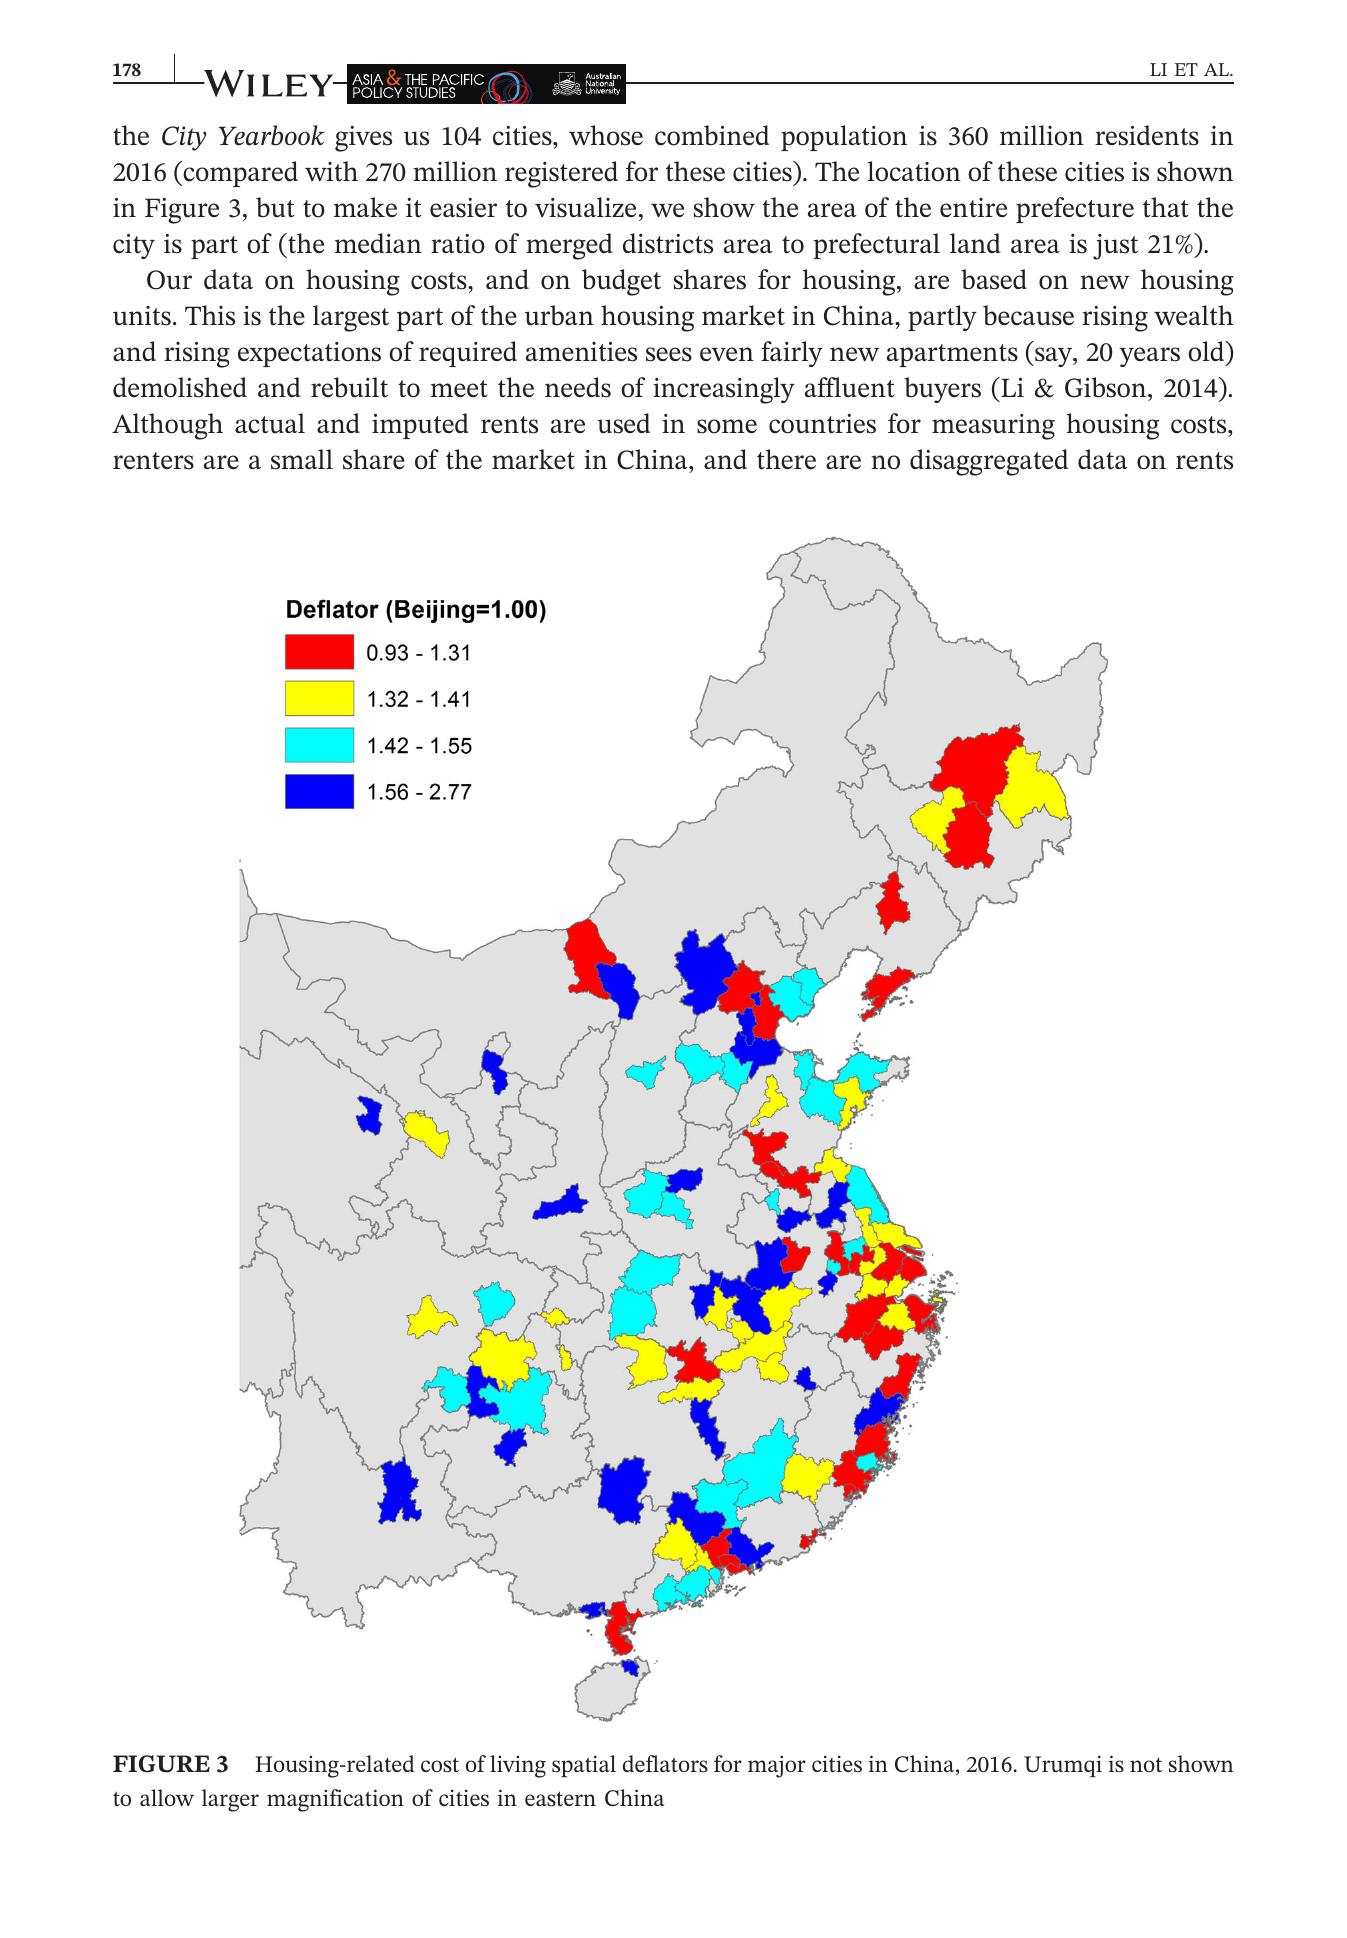 178
WILEY
ASIA & THE PACIFIC
POLICY STUDIES
Australian
National
University
LI ET AL.
the City Yearbook gives us 104 cities, whose combined population is 360 million residents in
2016 (compared with 270 million registered for these cities). The location of these cities is shown
in Figure 3, but to make it easier to visualize, we show the area of the entire prefecture that the
city is part of (the median ratio of merged districts area to prefectural land area is just 21%).
Our data on housing costs, and on budget shares for housing, are based on new housing
units. This is the largest part of the urban housing market in China, partly because rising wealth
and rising expectations of required amenities sees even fairly new apartments (say, 20 years old)
demolished and rebuilt to meet the needs of increasingly affluent buyers (Li & Gibson, 2014).
Although actual and imputed rents are used in some countries for measuring housing costs,
renters are a small share of the market in China, and there are no disaggregated data on rents
Deflator (Beijing=1.00)
0.93 - 1.31
1.32 - 1.41
1.42 - 1.55
1.56 - 2.77
FIGURE 3 Housing-related cost of living spatial deflators for major cities in China, 2016. Urumqi is not shown
to allow larger magnification of cities in eastern China